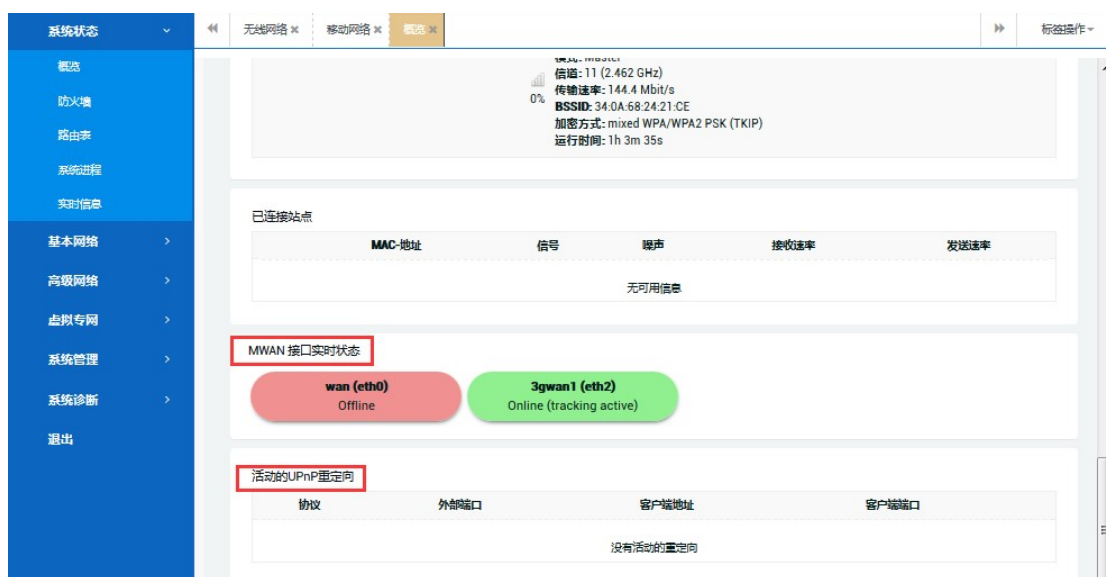 系统状态
概览
防火墙
路由表
系统进程
实时信息
基本网络
高级网络
虚拟专网
系统管理
系统诊断
退出
无线网络 × 移动网络 × 概览 × 标签操作
模式: Master
信道: 11 (2.462 GHz)
传输速率: 144.4 Mbit/s
0%
BSSID: 34:0A:68:24:21:CE
加密方式: mixed WPA/WPA2 PSK (TKIP)
运行时间: 1h 3m 35s
已连接站点
MAC-地址 信号 噪声 接收速率 发送速率
无可用信息
MWAN 接口实时状态
wan (eth0)
Offline
3gwan1 (eth2)
Online (tracking active)
活动的UPnP重定向
协议 外部端口 客户端地址 客户端端口
没有活动的重定向